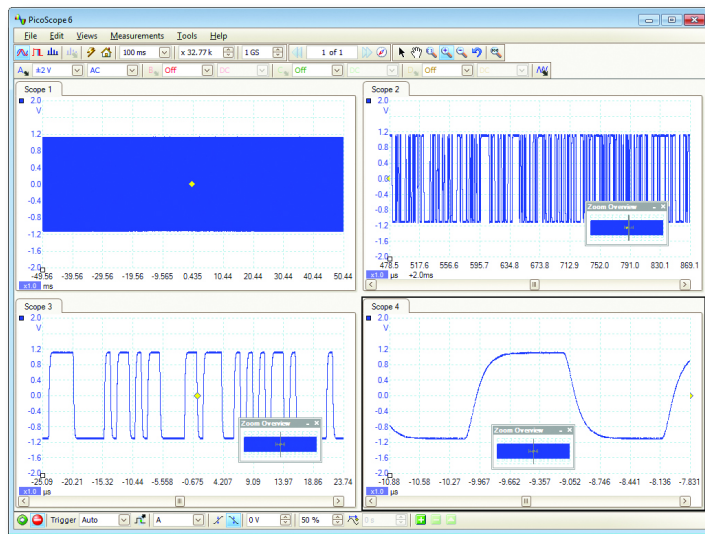 PicoScope 6
File Edit Views Measurements Tools Help
100 ms x 32.77 k 1 GS 1 of 1
A ±2 V AC B Off DC C Off DC D Off DC
Scope 1
2.0
V
1.2
0.8
0.4
0.0
-0.4
-0.8
-1.2
-1.6
-2.0
-49.56 -39.56 -29.56 -19.56 -9.56 0.435 10.44 20.44 30.44 40.44 50.44
x1.0 ms
Scope 2
2.0
V
1.2
0.8
0.4
0.0
-0.4
-0.8
-1.2
-1.6
-2.0
Zoom Overview
478.5 517.6 556.6 595.7 634.8 673.8 712.9 752.0 791.0 830.1 869.1
x1.0 µs +2.0ms
Scope 3
2.0
V
1.2
0.8
0.4
0.0
-0.4
-0.8
-1.2
-1.6
-2.0
Zoom Overview
-25.09 -20.21 -15.32 -10.44 -5.558 -0.675 4.207 9.09 13.97 18.86 23.74
x1.0 µs
Scope 4
2.0
V
1.2
0.8
0.4
0.0
-0.4
-0.8
-1.2
-1.6
-2.0
Zoom Overview
-10.88 -10.58 -10.27 -9.967 -9.662 -9.357 -9.052 -8.746 -8.441 -8.136 -7.831
x1.0 µs
Trigger Auto A 0 V 50 % 0 s